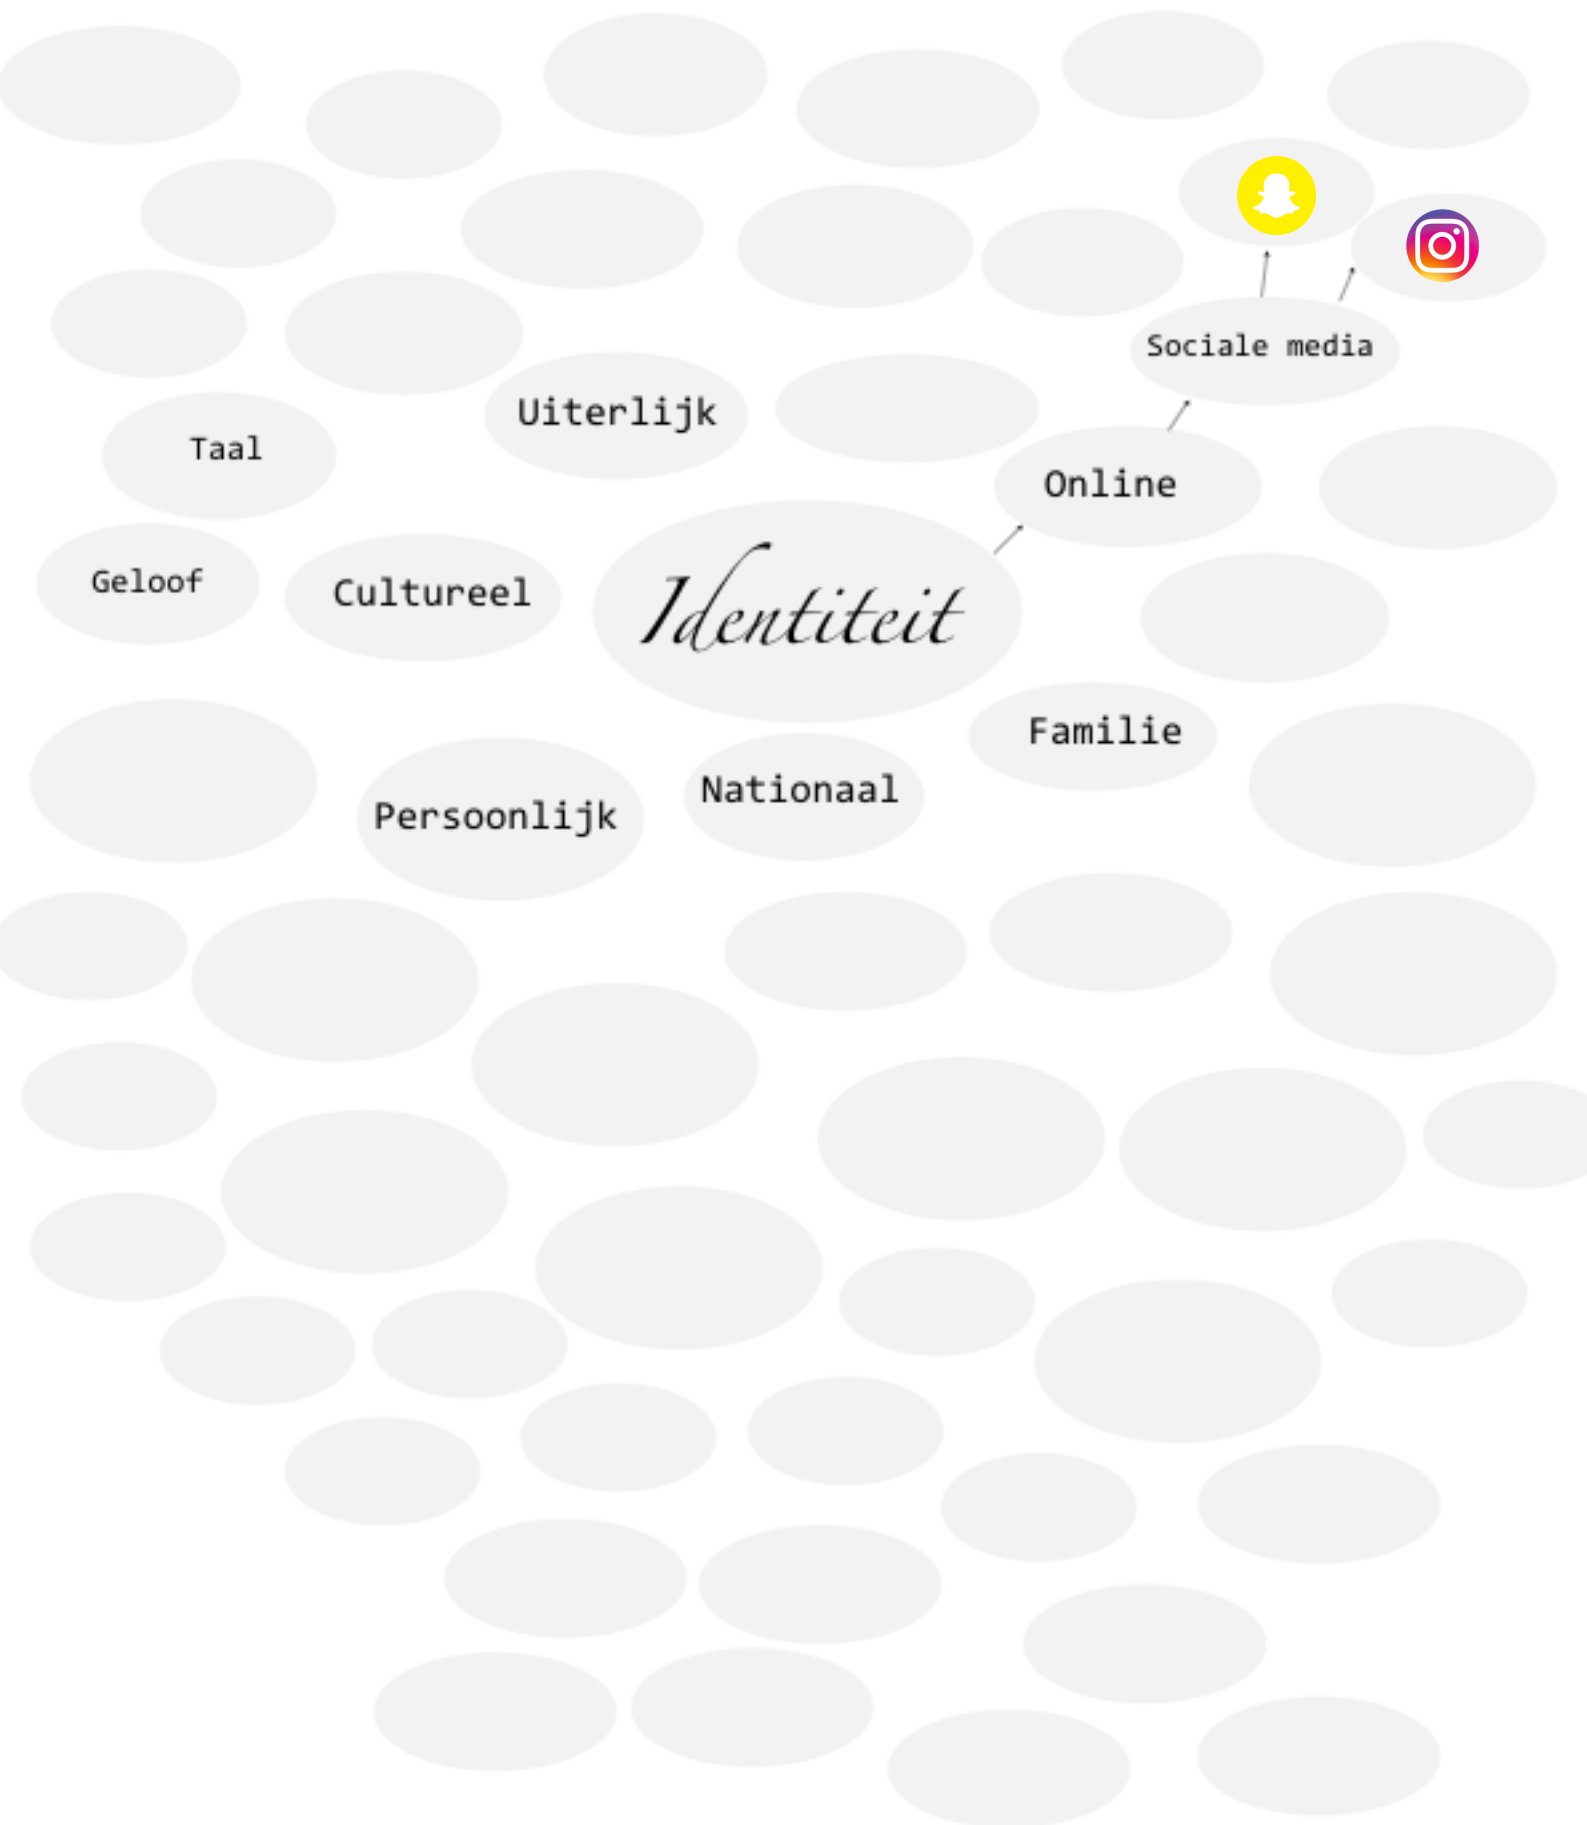 Sociale media
Uiterlijk
Taal
Online
Geloof
Cultureel
Identiteit
Familie
Nationaal
Persoonlijk